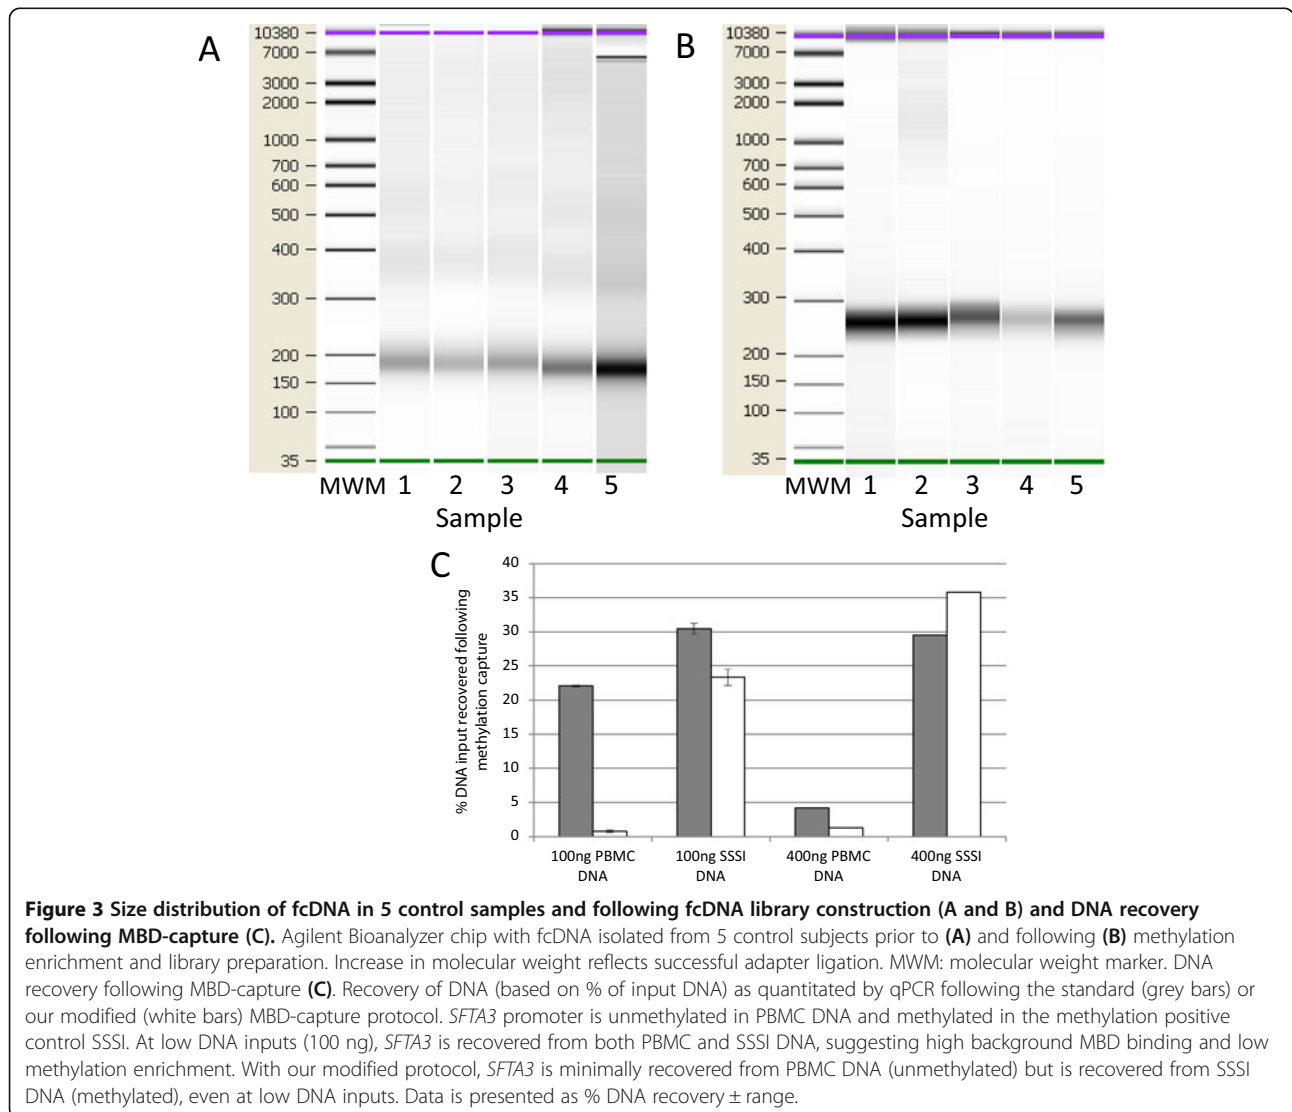 A
10380
7000
3000
2000
1000
700
600
500
400
300
200
150
100
35
MWM 1 2 3 4 5
Sample
B
10380
7000
3000
2000
1000
700
600
500
400
300
200
150
100
35
MWM 1 2 3 4 5
Sample
C
% DNA input recovered following
methylation capture
40
35
30
25
20
15
10
5
0
100ng PBMC
DNA
100ng SSSI
DNA
400ng PBMC
DNA
400ng SSSI
DNA
Figure 3 Size distribution of fcDNA in 5 control samples and following fcDNA library construction (A and B) and DNA recovery
following MBD-capture (C). Agilent Bioanalyzer chip with fcDNA isolated from 5 control subjects prior to (A) and following (B) methylation
enrichment and library preparation. Increase in molecular weight reflects successful adapter ligation. MWM: molecular weight marker. DNA
recovery following MBD-capture (C). Recovery of DNA (based on % of input DNA) as quantitated by qPCR following the standard (grey bars) or
our modified (white bars) MBD-capture protocol. SFTA3 promoter is unmethylated in PBMC DNA and methylated in the methylation positive
control SSSI. At low DNA inputs (100 ng), SFTA3 is recovered from both PBMC and SSSI DNA, suggesting high background MBD binding and low
methylation enrichment. With our modified protocol, SFTA3 is minimally recovered from PBMC DNA (unmethylated) but is recovered from SSSI
DNA (methylated), even at low DNA inputs. Data is presented as % DNA recovery ± range.